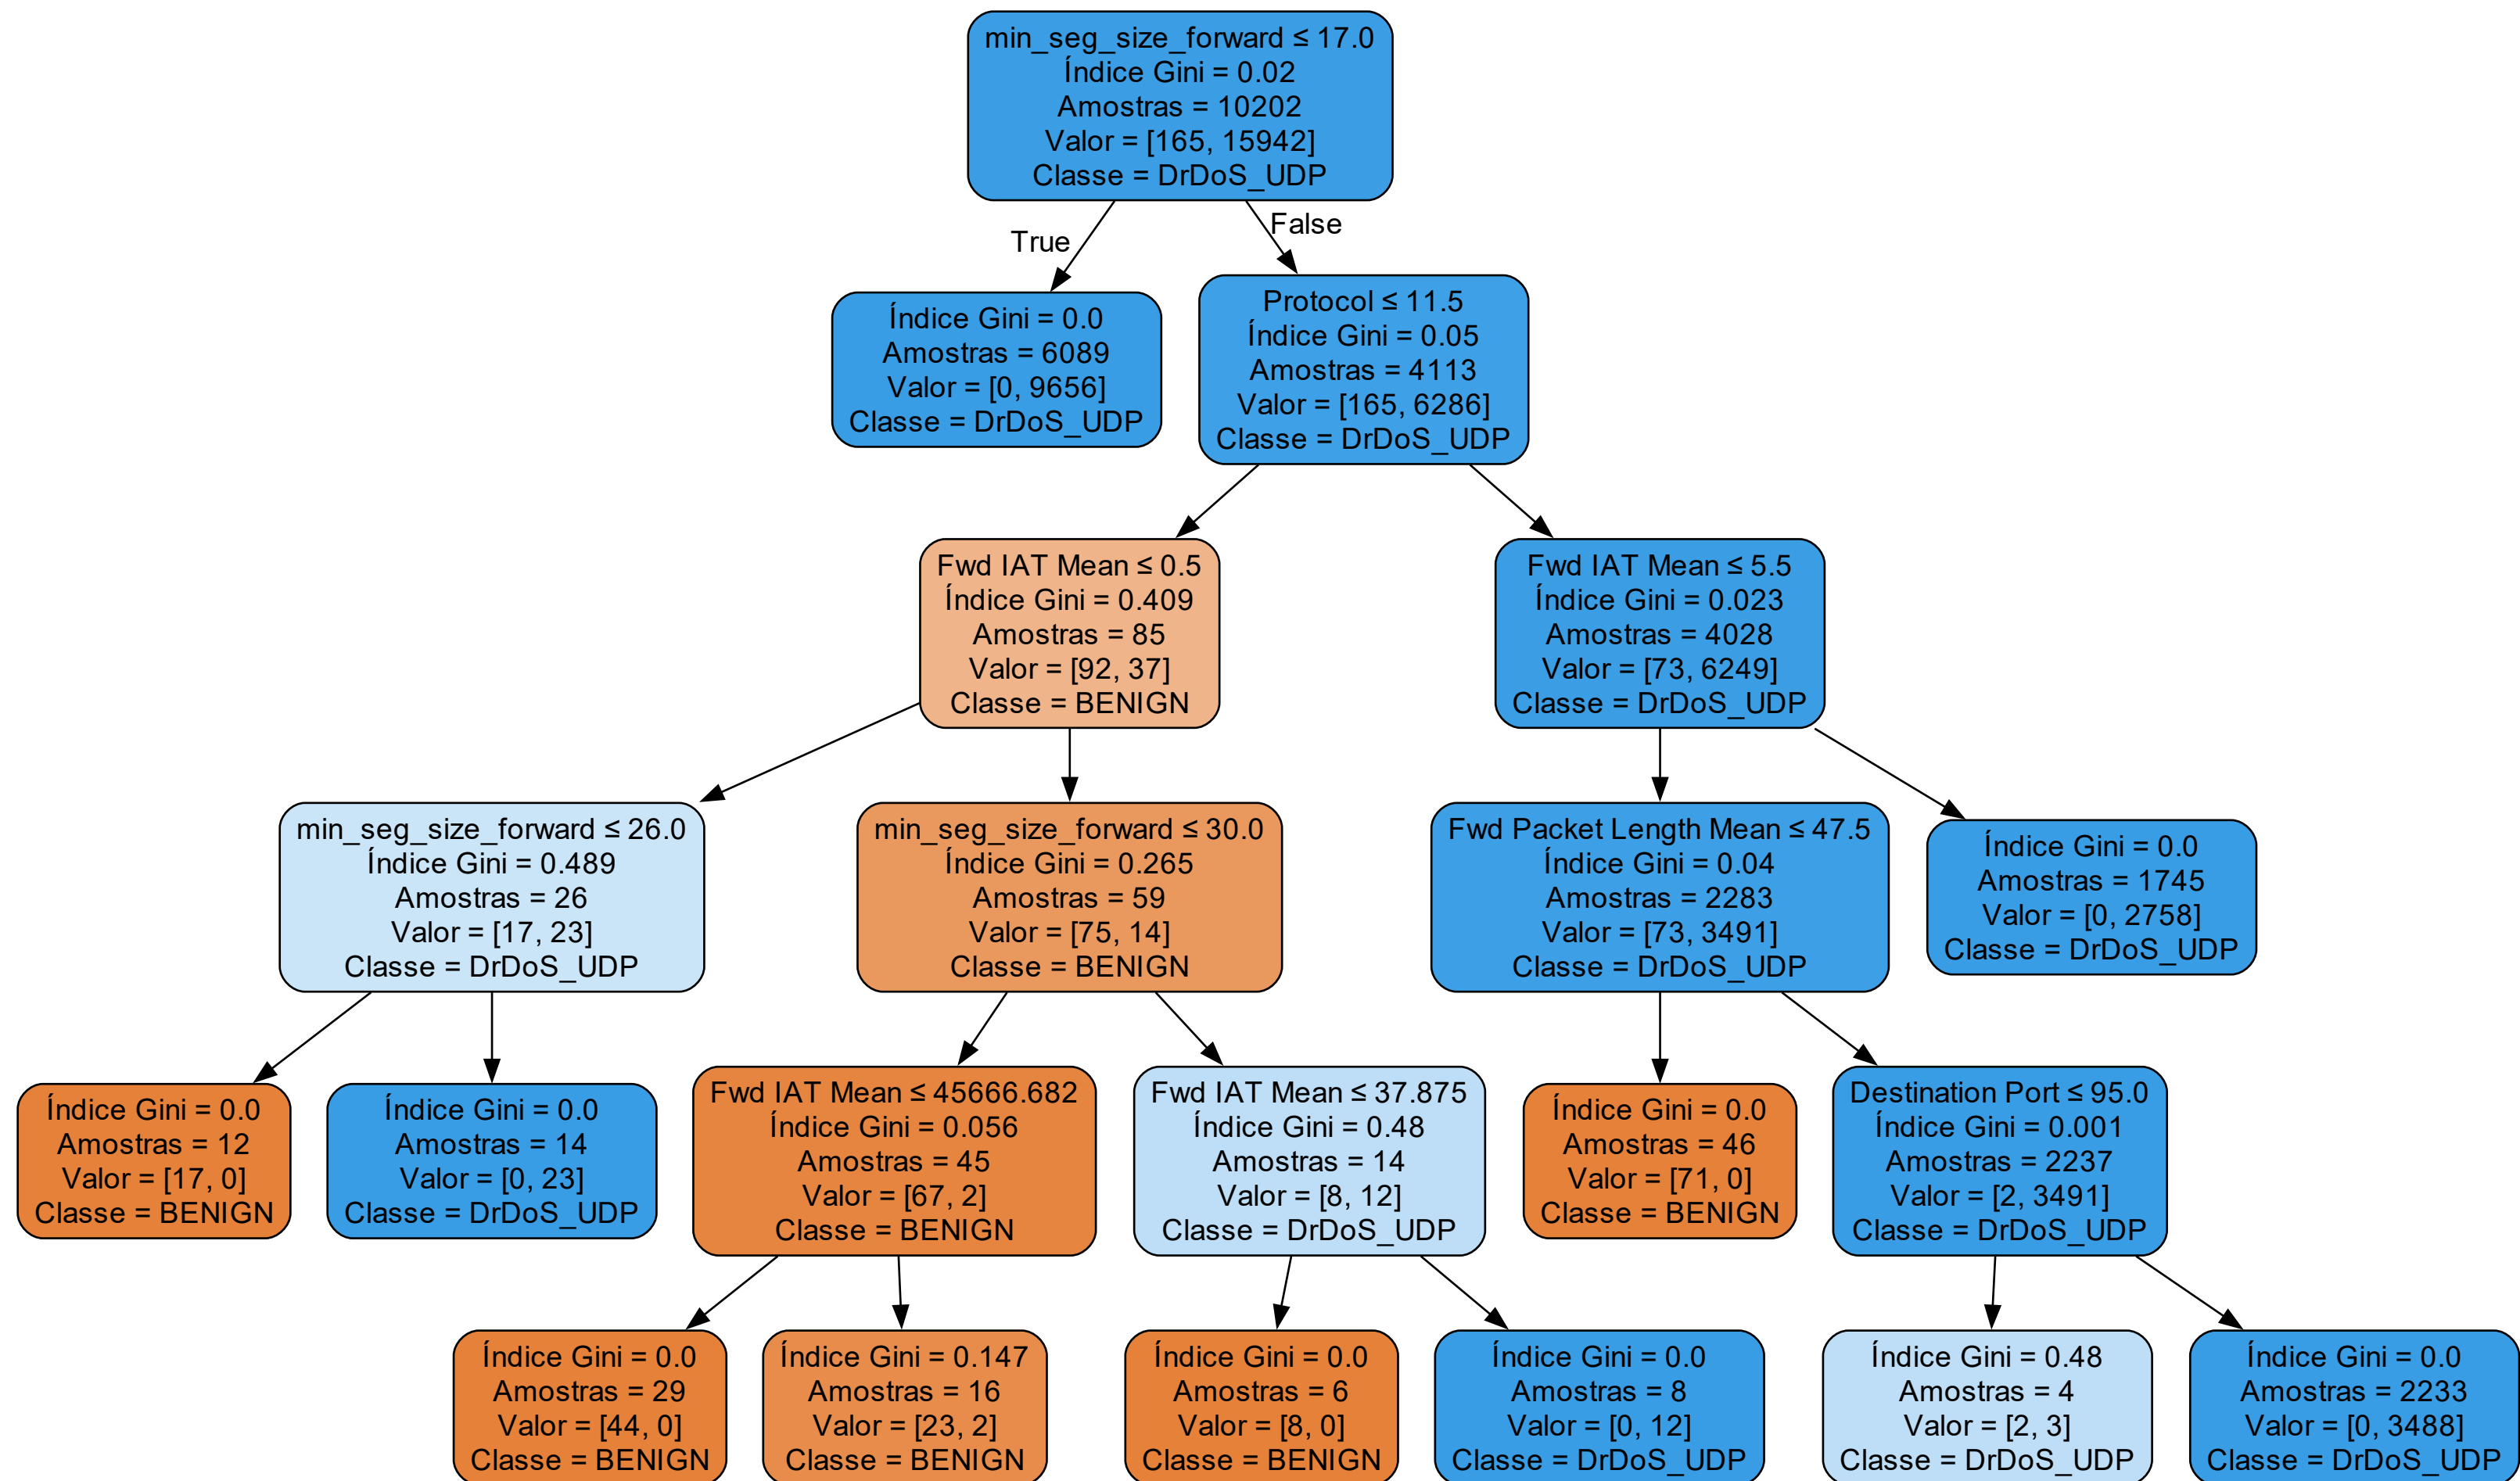 min_seg_size_forward ≤ 17.0
Índice Gini = 0.02
Amostras = 10202
Valor = [165, 15942]
Classe = DrDoS_UDP
True
False
Índice Gini = 0.0
Amostras = 6089
Valor = [0, 9656]
Classe = DrDoS_UDP
Protocol ≤ 11.5
Índice Gini = 0.05
Amostras = 4113
Valor = [165, 6286]
Classe = DrDoS_UDP
Fwd IAT Mean ≤ 0.5
Índice Gini = 0.409
Amostras = 85
Valor = [92, 37]
Classe = BENIGN
Fwd IAT Mean ≤ 5.5
Índice Gini = 0.023
Amostras = 4028
Valor = [73, 6249]
Classe = DrDoS_UDP
min_seg_size_forward ≤ 26.0
Índice Gini = 0.489
Amostras = 26
Valor = [17, 23]
Classe = DrDoS_UDP
min_seg_size_forward ≤ 30.0
Índice Gini = 0.265
Amostras = 59
Valor = [75, 14]
Classe = BENIGN
Fwd Packet Length Mean ≤ 47.5
Índice Gini = 0.04
Amostras = 2283
Valor = [73, 3491]
Classe = DrDoS_UDP
Índice Gini = 0.0
Amostras = 1745
Valor = [0, 2758]
Classe = DrDoS_UDP
Índice Gini = 0.0
Amostras = 12
Valor = [17, 0]
Classe = BENIGN
Índice Gini = 0.0
Amostras = 14
Valor = [0, 23]
Classe = DrDoS_UDP
Fwd IAT Mean ≤ 45666.682
Índice Gini = 0.056
Amostras = 45
Valor = [67, 2]
Classe = BENIGN
Fwd IAT Mean ≤ 37.875
Índice Gini = 0.48
Amostras = 14
Valor = [8, 12]
Classe = DrDoS_UDP
Índice Gini = 0.0
Amostras = 46
Valor = [71, 0]
Classe = BENIGN
Destination Port ≤ 95.0
Índice Gini = 0.001
Amostras = 2237
Valor = [2, 3491]
Classe = DrDoS_UDP
Índice Gini = 0.0
Amostras = 29
Valor = [44, 0]
Classe = BENIGN
Índice Gini = 0.147
Amostras = 16
Valor = [23, 2]
Classe = BENIGN
Índice Gini = 0.0
Amostras = 6
Valor = [8, 0]
Classe = BENIGN
Índice Gini = 0.0
Amostras = 8
Valor = [0, 12]
Classe = DrDoS_UDP
Índice Gini = 0.48
Amostras = 4
Valor = [2, 3]
Classe = DrDoS_UDP
Índice Gini = 0.0
Amostras = 2233
Valor = [0, 3488]
Classe = DrDoS_UDP